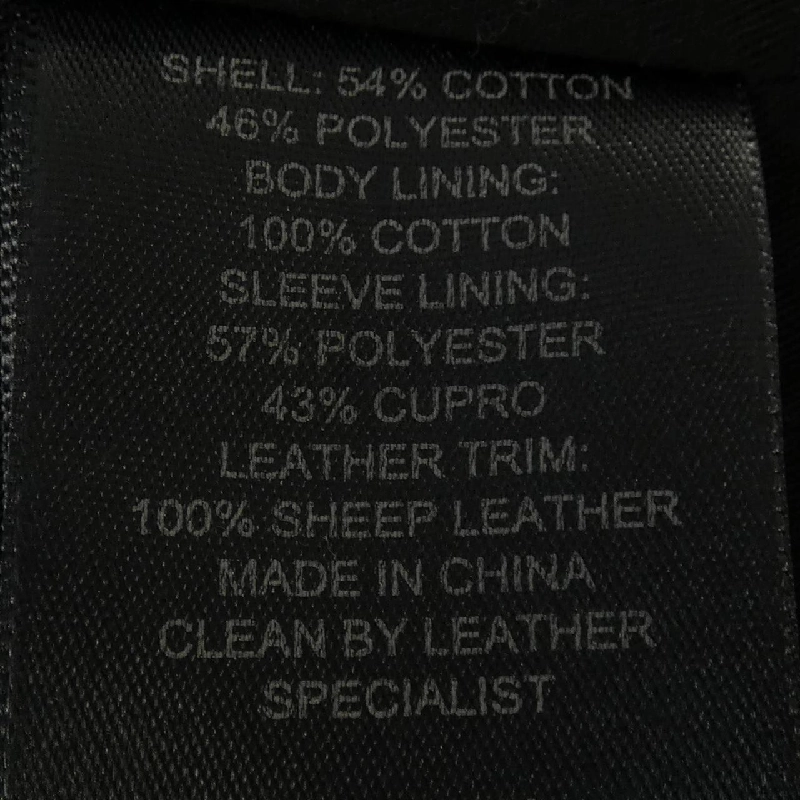 SHELL: 54% COTTON
46% POLYESTER
BODY LINING:
100% COTTON
SLEEVE LINING:
57% POLYESTER
43% CUPRO
LEATHER TRIM:
100% SHEEP LEATHER
MADE IN CHINA
CLEAN BY LEATHER
SPECIALIST